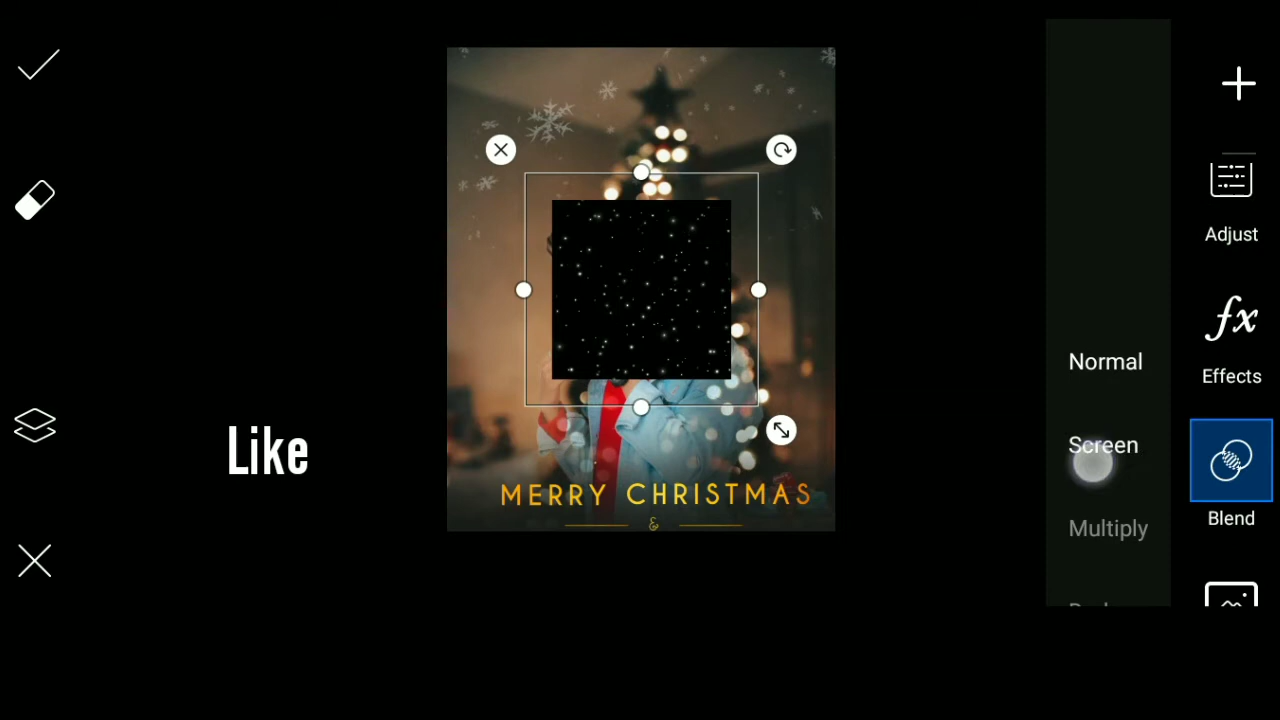 Adjust
Effects
Normal
Screen
Multiply
Blend
Like
MERRY CHRISTMAS
&